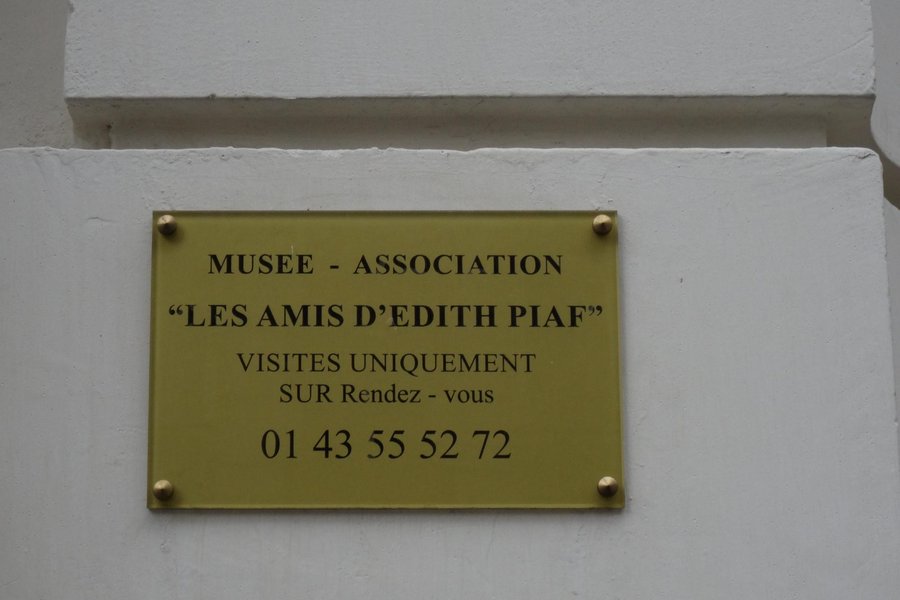 MUSEE - ASSOCIATION
“LES AMIS D’EDITH PIAF”
VISITES UNIQUEMENT
SUR Rendez - vous
01 43 55 52 72